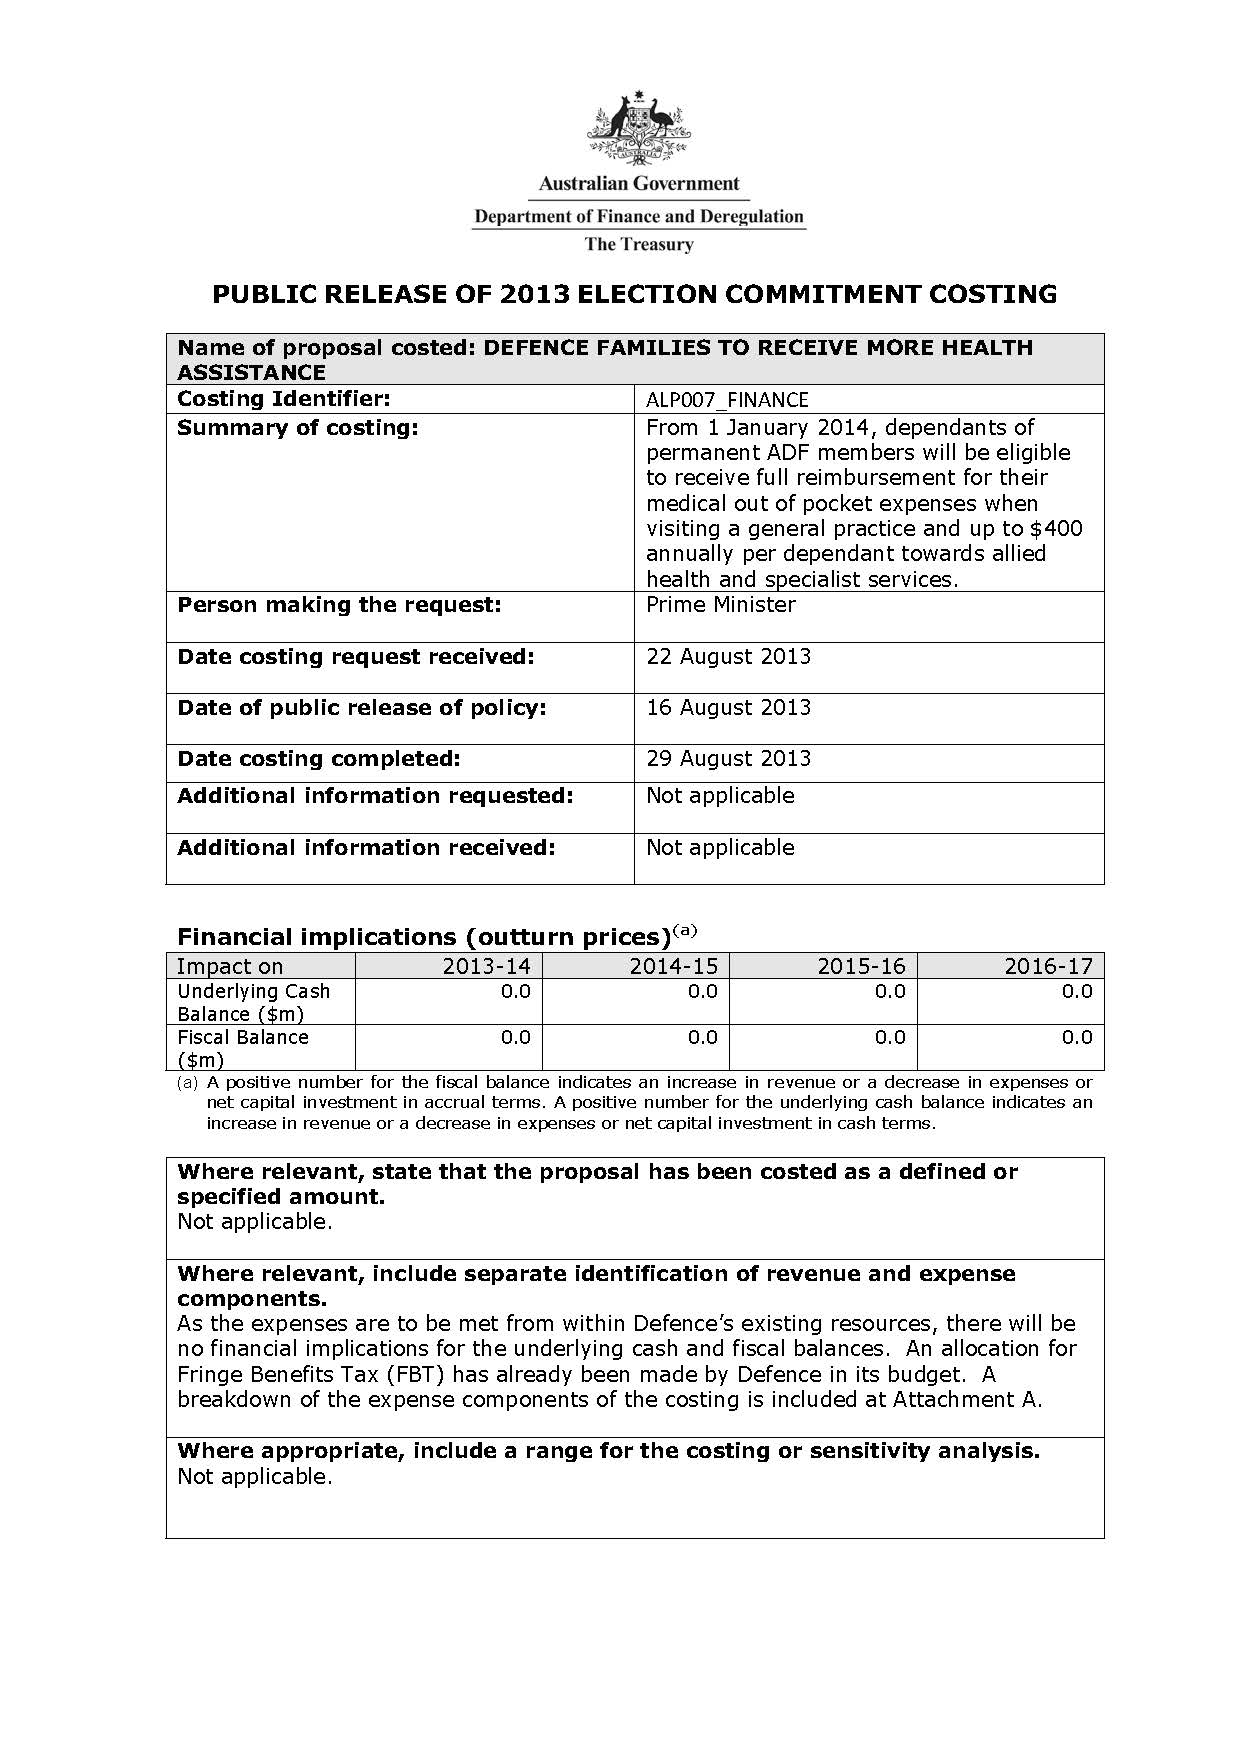 AUSTRALIA
Australian Government
Department of Finance and Deregulation
The Treasury
PUBLIC RELEASE OF 2013 ELECTION COMMITMENT COSTING
Name of proposal costed: DEFENCE FAMILIES TO RECEIVE MORE HEALTH
ASSISTANCE
Costing Identifier: ALP007_FINANCE
Summary of costing: From 1 January 2014, dependants of
permanent ADF members will be eligible
to receive full reimbursement for their
medical out of pocket expenses when
visiting a general practice and up to $400
annually per dependant towards allied
health and specialist services.
Person making the request: Prime Minister
Date costing request received: 22 August 2013
Date of public release of policy: 16 August 2013
Date costing completed: 29 August 2013
Additional information requested: Not applicable
Additional information received: Not applicable
Financial implications (outturn prices)(a)
Impact on 2013-14 2014-15 2015-16 2016-17
Underlying Cash 0.0 0.0 0.0 0.0
Balance ($m)
Fiscal Balance 0.0 0.0 0.0 0.0
($m)
(a) A positive number for the fiscal balance indicates an increase in revenue or a decrease in expenses or
net capital investment in accrual terms. A positive number for the underlying cash balance indicates an
increase in revenue or a decrease in expenses or net capital investment in cash terms.
Where relevant, state that the proposal has been costed as a defined or
specified amount.
Not applicable.
Where relevant, include separate identification of revenue and expense
components.
As the expenses are to be met from within Defence’s existing resources, there will be
no financial implications for the underlying cash and fiscal balances. An allocation for
Fringe Benefits Tax (FBT) has already been made by Defence in its budget. A
breakdown of the expense components of the costing is included at Attachment A.
Where appropriate, include a range for the costing or sensitivity analysis.
Not applicable.